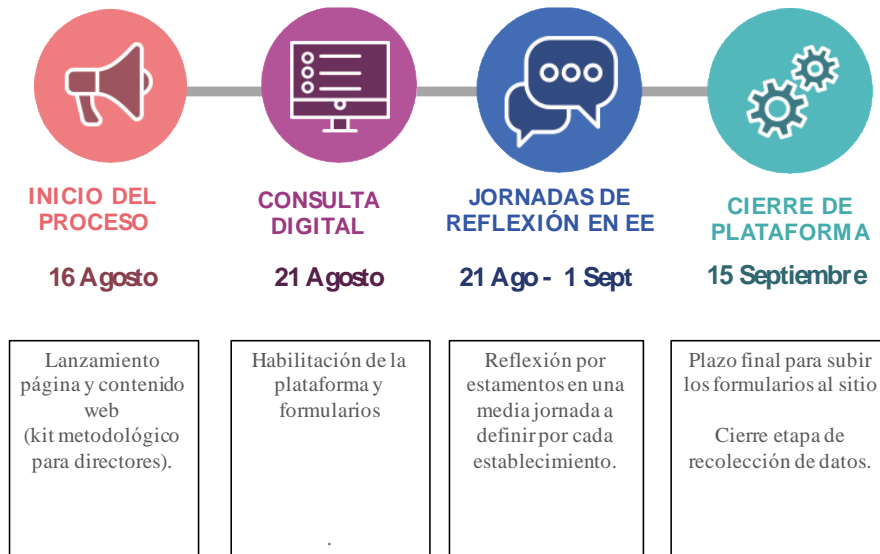 INICIO DEL
PROCESO
16 Agosto
CONSULTA
DIGITAL
21 Agosto
JORNADAS DE
REFLEXIÓN EN EE
21 Ago - 1 Sept
CIERRE DE
PLATAFORMA
15 Septiembre
Lanzamiento
página y contenido
web
(kit metodológico
para directores).
Habilitación de la
plataforma y
formularios
.
Reflexión por
estamentos en una
media jornada a
definir por cada
establecimiento.
Plazo final para subir
los formularios al sitio
Cierre etapa de
recolección de datos.